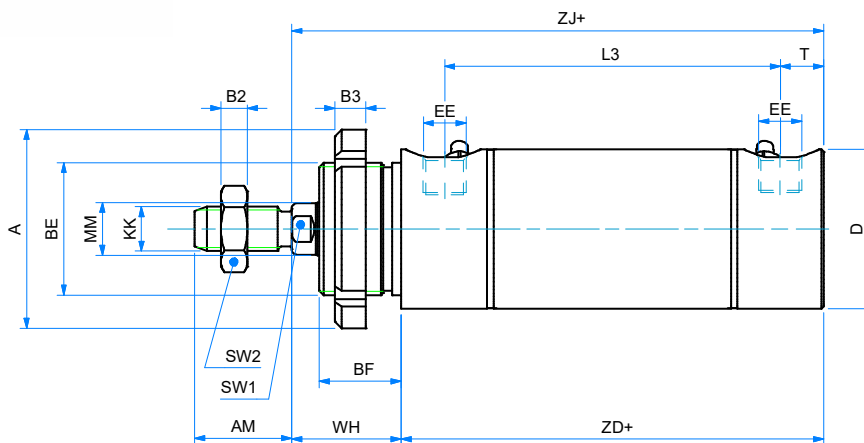 ZJ+
L3 T
B2 B3 EE EE
A BE MM KK D
SW2
SW1
BF
AM WH ZD+